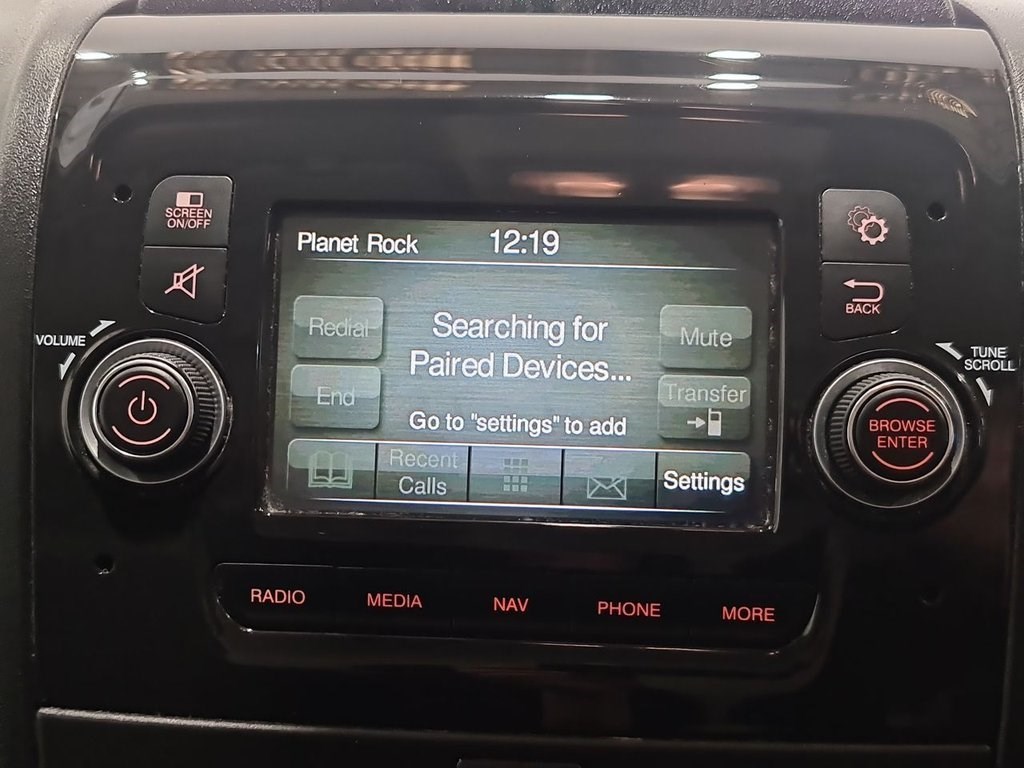 Planet Rock 12:19
SCREEN
ON/OFF
VOLUME
Redial
Searching for
Paired Devices...
Mute
End
Transfer
Go to "settings" to add
Recent
Calls
Settings
BACK
TUNE
SCROLL
BROWSE
ENTER
RADIO MEDIA NAV PHONE MORE